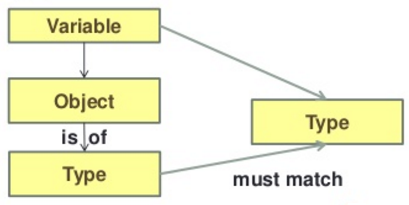 Variable
Object
is of
Type
Type
must match